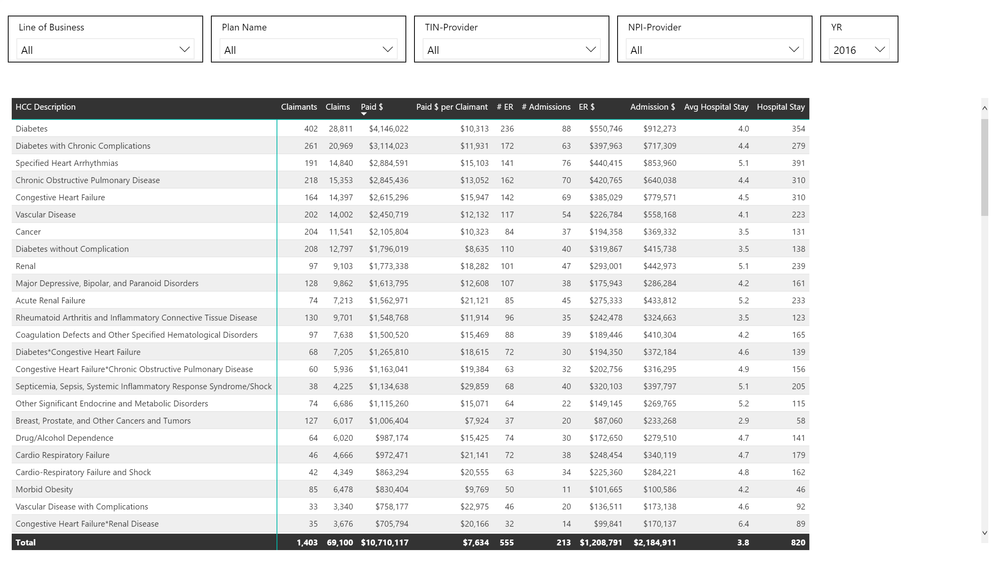 Line of Business Plan Name TIN-Provider NPI-Provider YR
All All All All 2016
HCC Description Claimants Claims Paid $ Paid $ per Claimant # ER # Admissions ER $ Admission $ Avg Hospital Stay Hospital Stay
Diabetes 402 28,811 $4,146,022 $10,313 236 88 $550,746 $912,273 4.0 354
Diabetes with Chronic Complications 261 20,969 $3,114,023 $11,931 172 63 $397,963 $717,309 4.4 279
Specified Heart Arrhythmias 191 14,840 $2,884,591 $15,103 141 76 $440,415 $853,960 5.1 391
Chronic Obstructive Pulmonary Disease 218 15,353 $2,845,436 $13,052 162 70 $420,765 $640,038 4.4 310
Congestive Heart Failure 164 14,397 $2,615,296 $15,947 142 69 $385,029 $779,571 4.5 310
Vascular Disease 202 14,002 $2,450,719 $12,132 117 54 $226,784 $558,168 4.1 223
Cancer 204 11,541 $2,105,804 $10,323 84 37 $194,358 $369,332 3.5 131
Diabetes without Complication 208 12,797 $1,796,019 $8,635 110 40 $319,867 $415,738 3.5 138
Renal 97 9,103 $1,773,338 $18,282 101 47 $293,001 $442,973 5.1 239
Major Depressive, Bipolar, and Paranoid Disorders 128 9,862 $1,613,795 $12,608 107 38 $175,943 $286,284 4.2 161
Acute Renal Failure 74 7,213 $1,562,971 $21,121 85 45 $275,333 $433,812 5.2 233
Rheumatoid Arthritis and Inflammatory Connective Tissue Disease 130 9,701 $1,548,768 $11,914 96 35 $242,478 $324,663 3.5 123
Coagulation Defects and Other Specified Hematological Disorders 97 7,638 $1,500,520 $15,469 88 39 $189,446 $410,304 4.2 165
Diabetes*Congestive Heart Failure 68 7,205 $1,265,810 $18,615 72 30 $194,350 $372,184 4.6 139
Congestive Heart Failure*Chronic Obstructive Pulmonary Disease 60 5,936 $1,163,041 $19,384 63 32 $202,756 $316,295 4.9 156
Septicemia, Sepsis, Systemic Inflammatory Response Syndrome/Shock 38 4,225 $1,134,638 $29,859 68 40 $320,103 $397,797 5.1 205
Other Significant Endocrine and Metabolic Disorders 74 6,686 $1,115,260 $15,071 64 22 $149,145 $269,765 5.2 115
Breast, Prostate, and Other Cancers and Tumors 127 6,017 $1,006,404 $7,924 37 20 $87,060 $233,268 2.9 58
Drug/Alcohol Dependence 64 6,020 $987,174 $15,425 74 30 $172,650 $279,510 4.7 141
Cardio Respiratory Failure 46 4,666 $972,471 $21,141 72 38 $248,454 $340,119 4.7 179
Cardio-Respiratory Failure and Shock 42 4,349 $863,294 $20,555 63 34 $225,360 $284,221 4.8 162
Morbid Obesity 85 6,478 $830,404 $9,769 50 11 $101,665 $100,586 4.2 46
Vascular Disease with Complications 33 3,340 $758,177 $22,975 46 20 $136,511 $173,138 4.6 92
Congestive Heart Failure*Renal Disease 35 3,676 $705,794 $20,166 32 14 $99,841 $170,137 6.4 89
Total 1,403 69,100 $10,710,117 $7,634 555 213 $1,208,791 $2,184,911 3.8 820